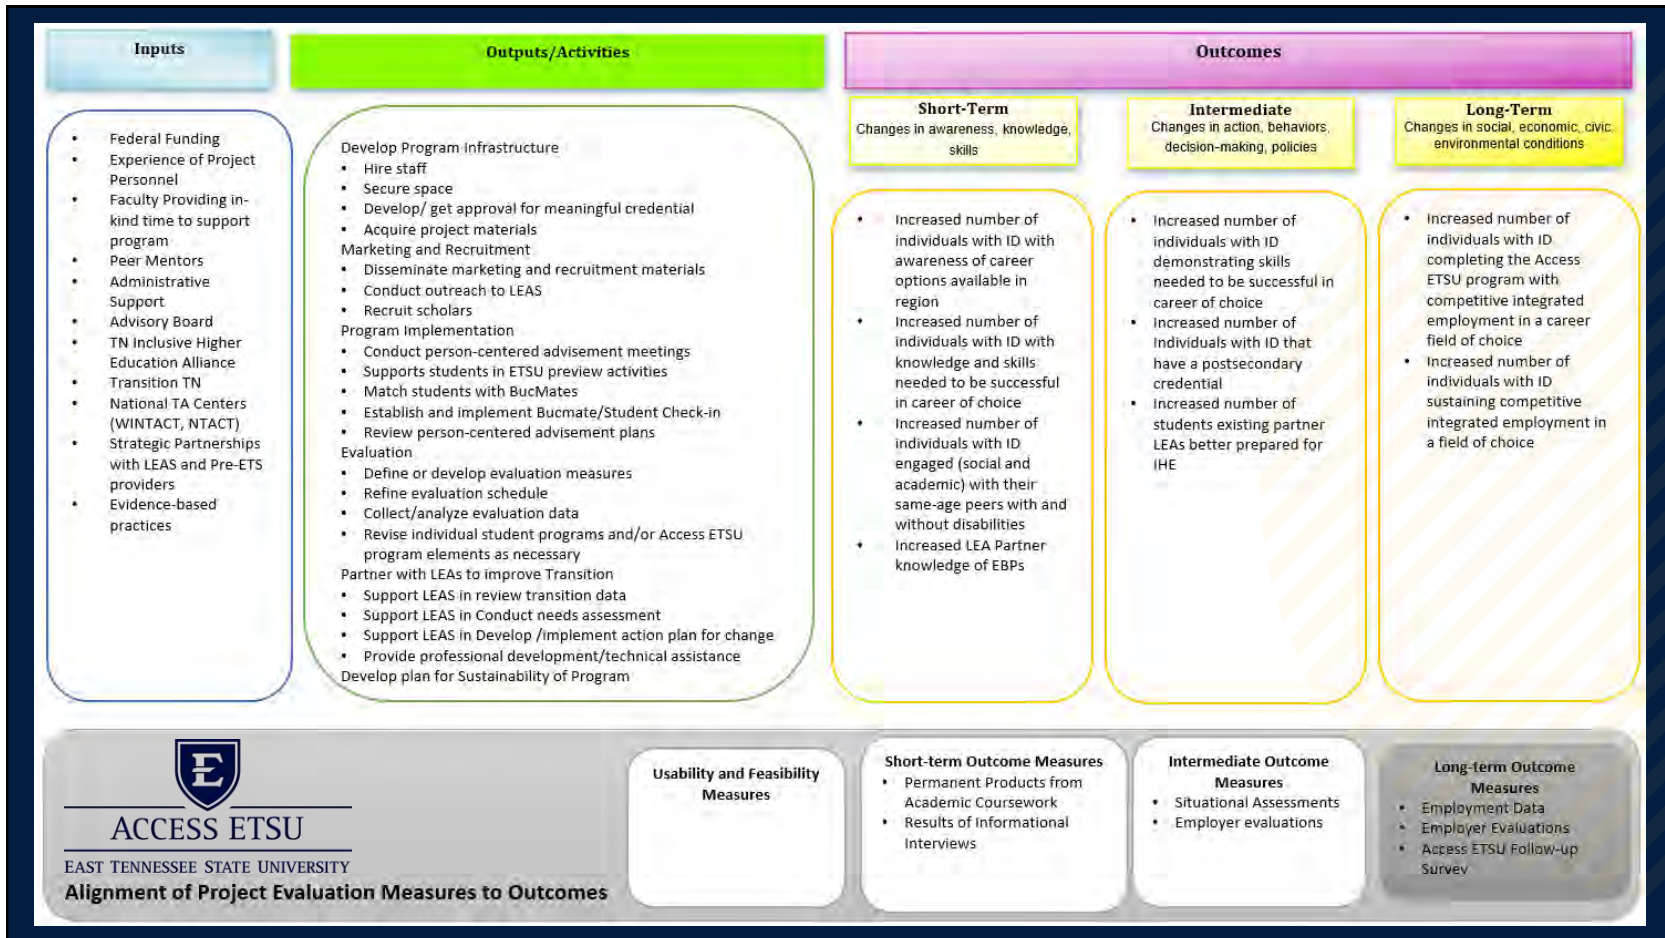 Inputs
• Federal Funding
• Experience of Project
Personnel
• Faculty Providing in-
kind time to support
program
• Peer Mentors
• Administrative
Support
• Advisory Board
• TN Inclusive Higher
Education Alliance
• Transition TN
• National TA Centers
(WINTACT, NTACT)
• Strategic Partnerships
with LEAS and Pre-ETS
providers
• Evidence-based
practices
Outputs/Activities
Develop Program Infrastructure
• Hire staff
• Secure space
• Develop/ get approval for meaningful credential
• Acquire project materials
Marketing and Recruitment
• Disseminate marketing and recruitment materials
• Conduct outreach to LEAS
• Recruit scholars
Program Implementation
• Conduct person-centered advisement meetings
• Supports students in ETSU preview activities
• Match students with BucMates
• Establish and implement Bucmate/Student Check-in
• Review person-centered advisement plans
Evaluation
• Define or develop evaluation measures
• Refine evaluation schedule
• Collect/analyze evaluation data
• Revise individual student programs and/or Access ETSU
program elements as necessary
Partner with LEAs to improve Transition
• Support LEAS in review transition data
• Support LEAS in Conduct needs assessment
• Support LEAS in Develop /implement action plan for change
• Provide professional development/technical assistance
Develop plan for Sustainability of Program
Outcomes
Short-Term
Changes in awareness, knowledge,
skills
• Increased number of
individuals with ID with
awareness of career
options available in
region
• Increased number of
individuals with ID with
knowledge and skills
needed to be successful
in career of choice
• Increased number of
individuals with ID
engaged (social and
academic) with their
same-age peers with and
without disabilities
• Increased LEA Partner
knowledge of EBPs
Intermediate
Changes in action, behaviors,
decision-making, policies
• Increased number of
individuals with ID
demonstrating skills
needed to be successful in
career of choice
• Increased number of
Individuals with ID that
have a postsecondary
credential
• Increased number of
students existing partner
LEAs better prepared for
IHE
Long-Term
Changes in social, economic, civic,
environmental conditions
• Increased number of
individuals with ID
completing the Access
ETSU program with
competitive integrated
employment in a career
field of choice
• Increased number of
individuals with ID
sustaining competitive
integrated employment in
a field of choice
E
ACCESS ETSU
EAST TENNESSEE STATE UNIVERSITY
Alignment of Project Evaluation Measures to Outcomes
Usability and Feasibility
Measures
Short-term Outcome Measures
• Permanent Products from
Academic Coursework
• Results of Informational
Interviews
Intermediate Outcome
Measures
• Situational Assessments
• Employer evaluations
Long-term Outcome
Measures
• Employment Data
• Employer Evaluations
• Access ETSU Follow-up
Survey